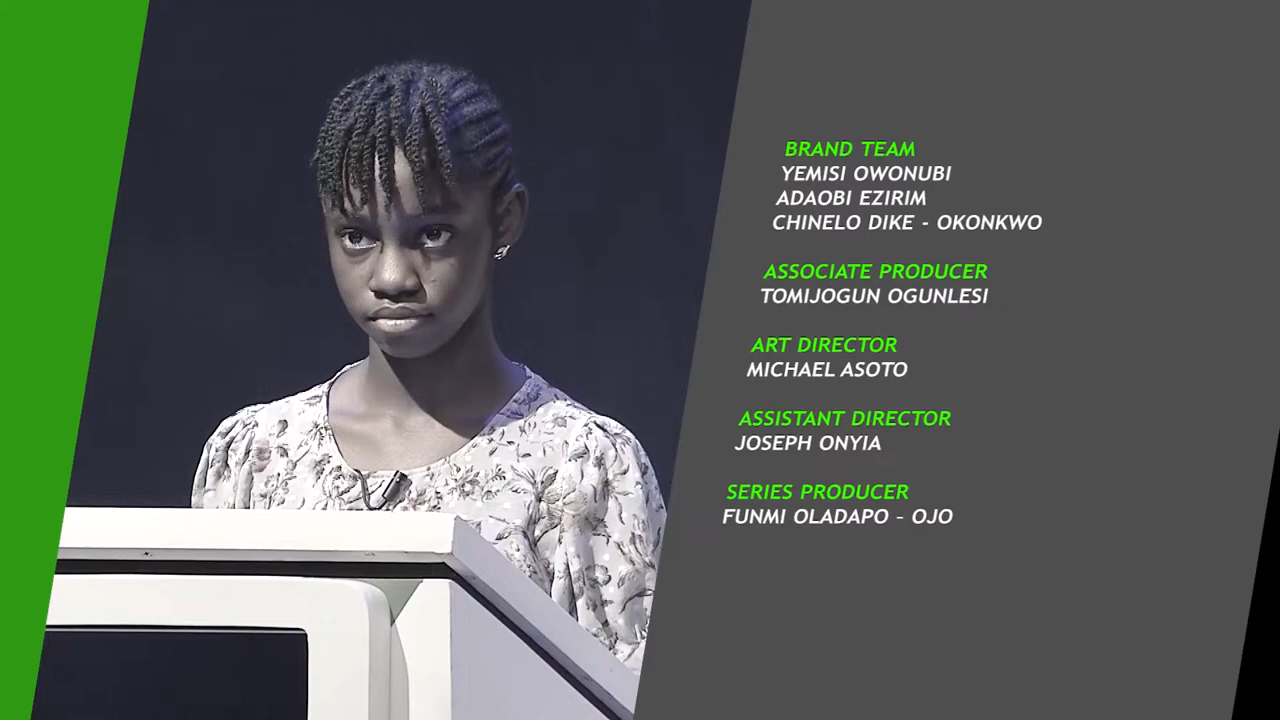 BRAND TEAM
YEMISI OWONUBI
ADAOBI EZIRIM
CHINELO DIKE - OKONKWO
ASSOCIATE PRODUCER
TOMIJOGUN OGUNLESI
ART DIRECTOR
MICHAEL ASOTO
ASSISTANT DIRECTOR
JOSEPH ONYIA
SERIES PRODUCER
FUNMI OLADAPO - OJO